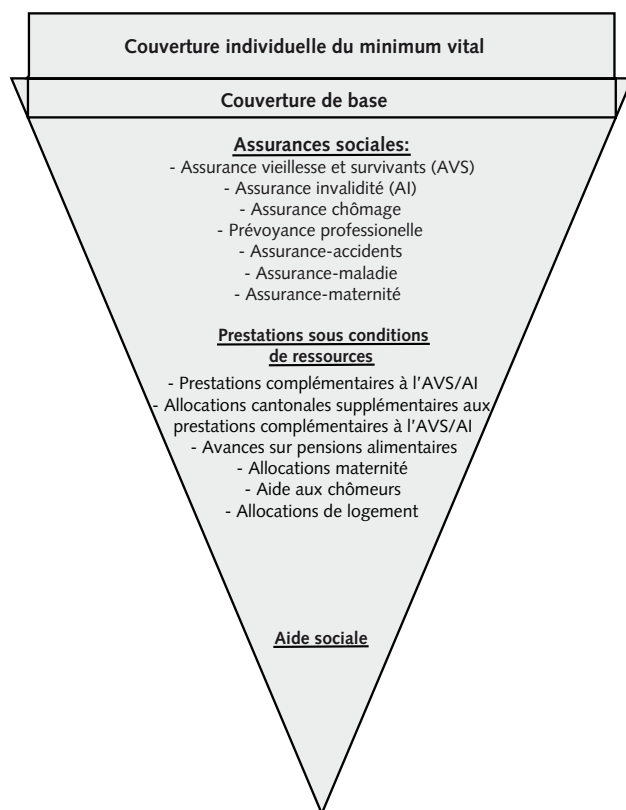 Couverture individuelle du minimum vital
Couverture de base
Assurances sociales:
- Assurance vieillesse et survivants (AVS)
- Assurance invalidité (AI)
- Assurance chômage
- Prévoyance professionelle
- Assurance-accidents
- Assurance-maladie
- Assurance-maternité
Prestations sous conditions
de ressources
- Prestations complémentaires à l'AVS/AI
- Allocations cantonales supplémentaires aux
prestations complémentaires à l'AVS/AI
- Avances sur pensions alimentaires
- Allocations maternité
- Aide aux chômeurs
- Allocations de logement
Aide sociale